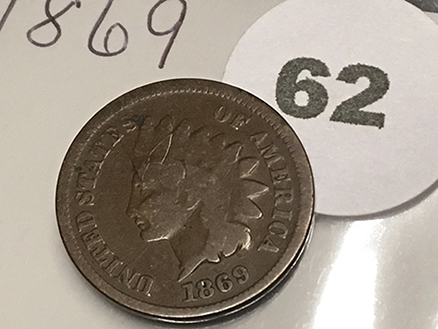 1869
62
UNITED STATES OF AMERICA
1869